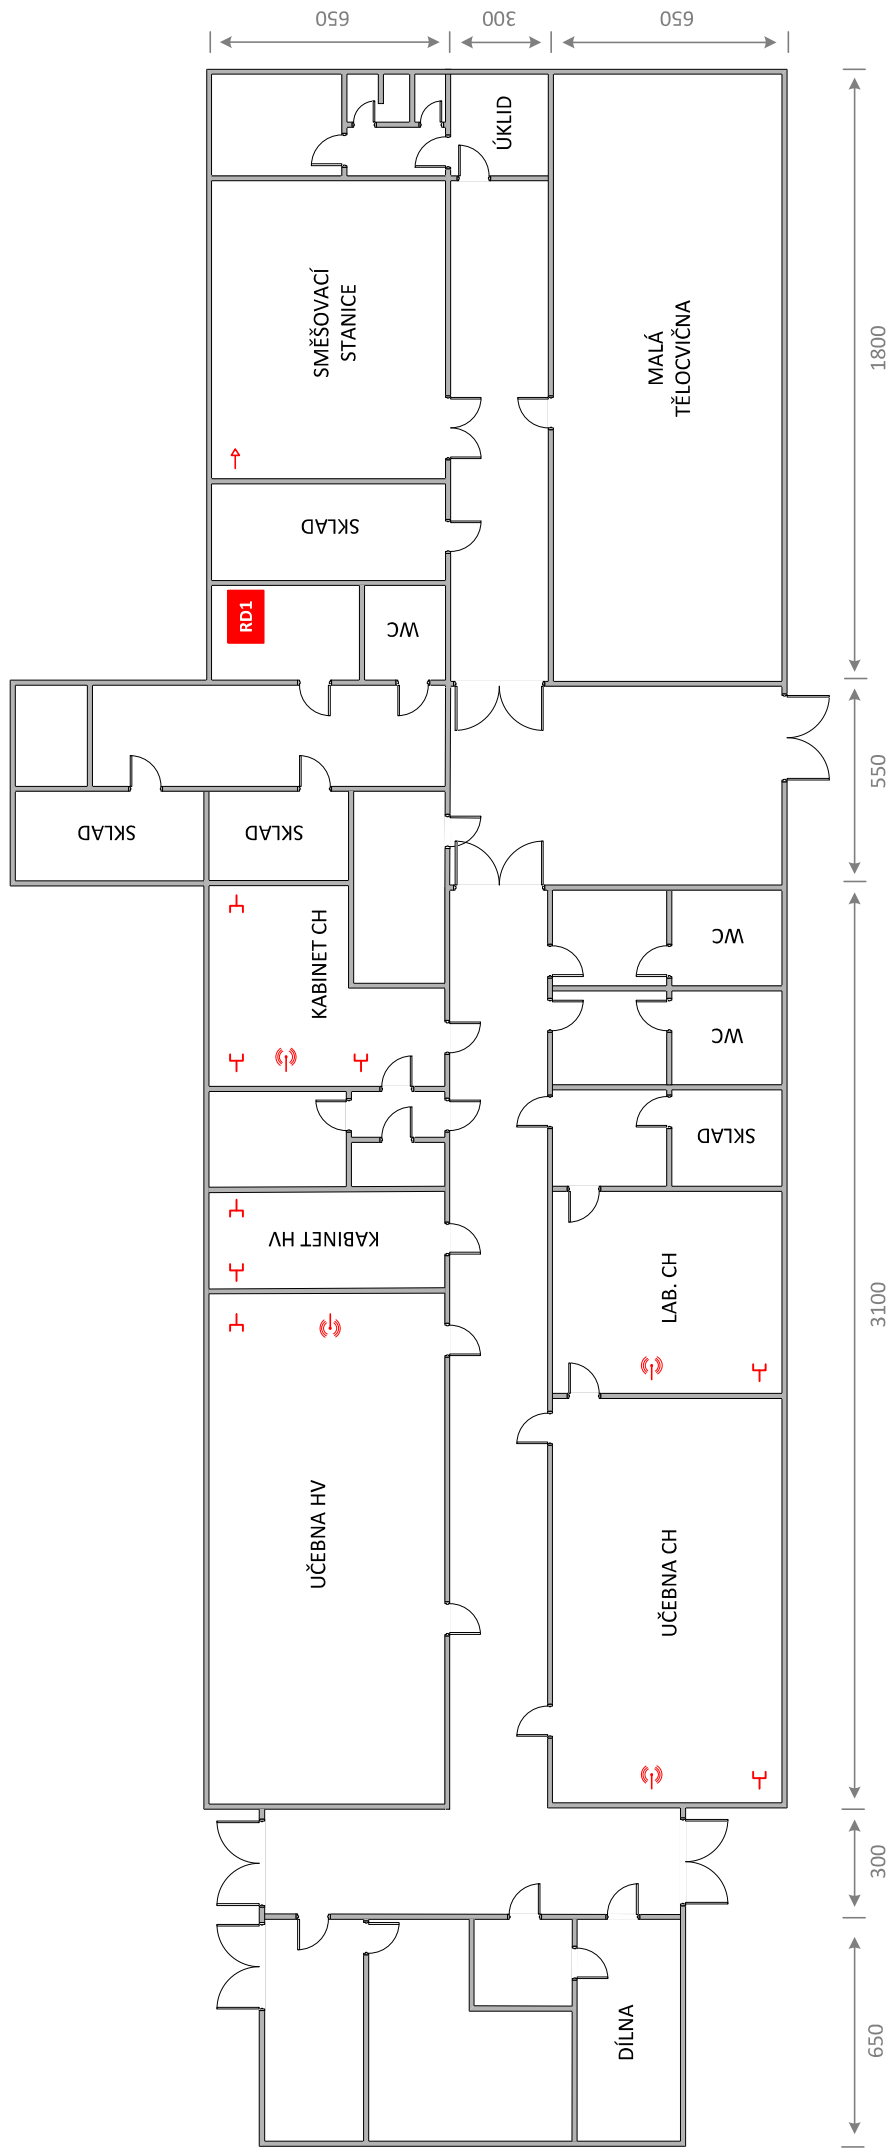 650
300
650
ÚKLID
1800
SMĚŠOVACÍ
STANICE
MALÁ
TĚLOCVIČNA
SKLAD
RD1
WC
550
SKLAD
SKLAD
KABINET CH
WC
WC
SKLAD
KABINET HV
LAB. CH
3100
UČEBNA HV
UČEBNA CH
300
DÍLNA
650